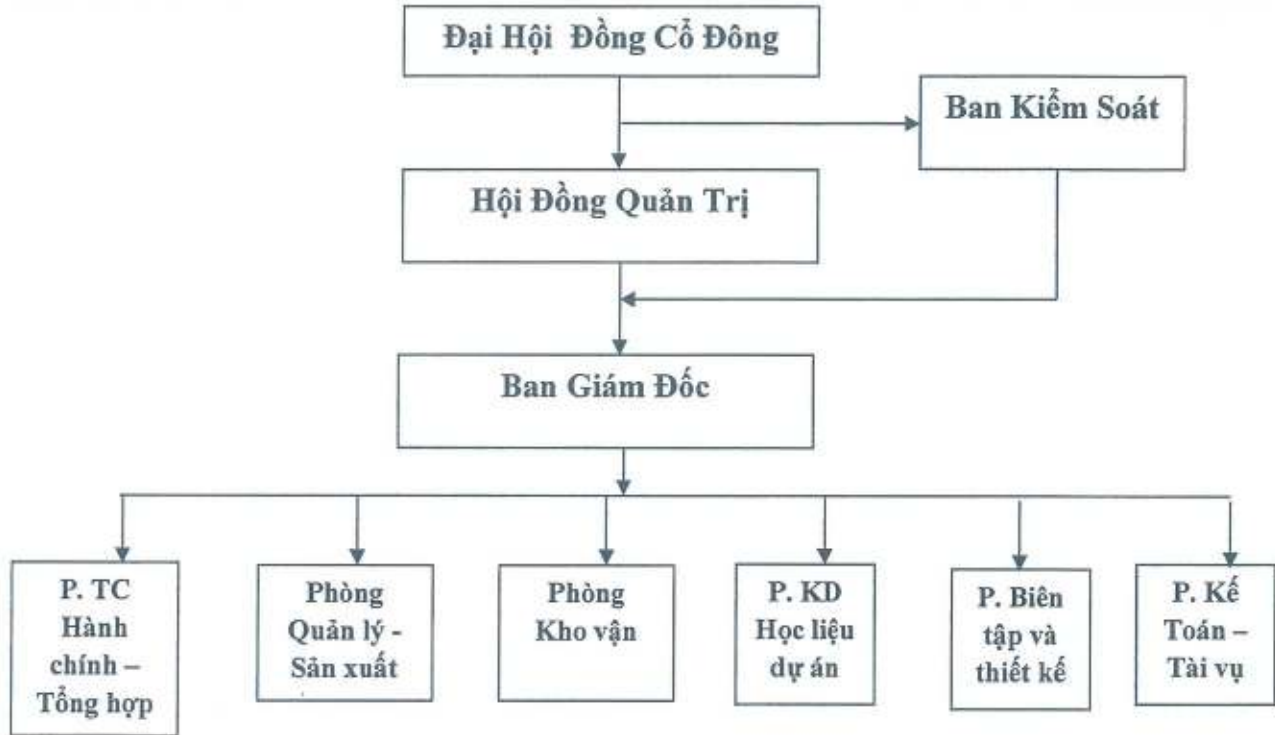 Đại Hội Đồng Cổ Đông
Ban Kiểm Soát
Hội Đồng Quản Trị
Ban Giám Đốc
P. TC
Hành
chính –
Tổng hợp
Phòng
Quản lý -
Sản xuất
Phòng
Kho vận
P. KD
Học liệu
dự án
P. Biên
tập và
thiết kế
P. Kế
Toán –
Tài vụ